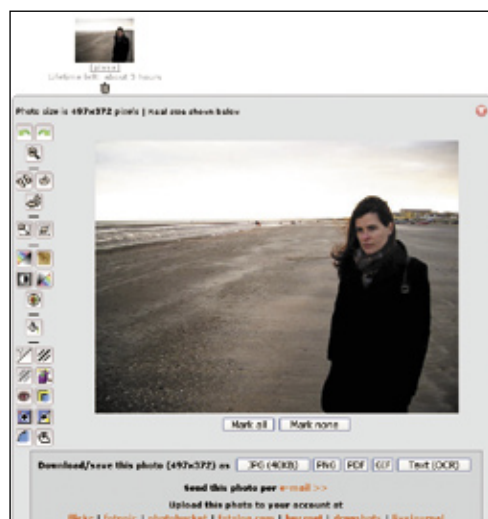 [photo]
Lifetime left: about 3 hours
Photo size is 497x372 pixels | Real size shown below
Mark all Mark none
Download/save this photo (497x372) as JPG (40KB) PNG PDF GIF Text (OCR)
Send this photo per e-mail >>
Upload this photo to your account at